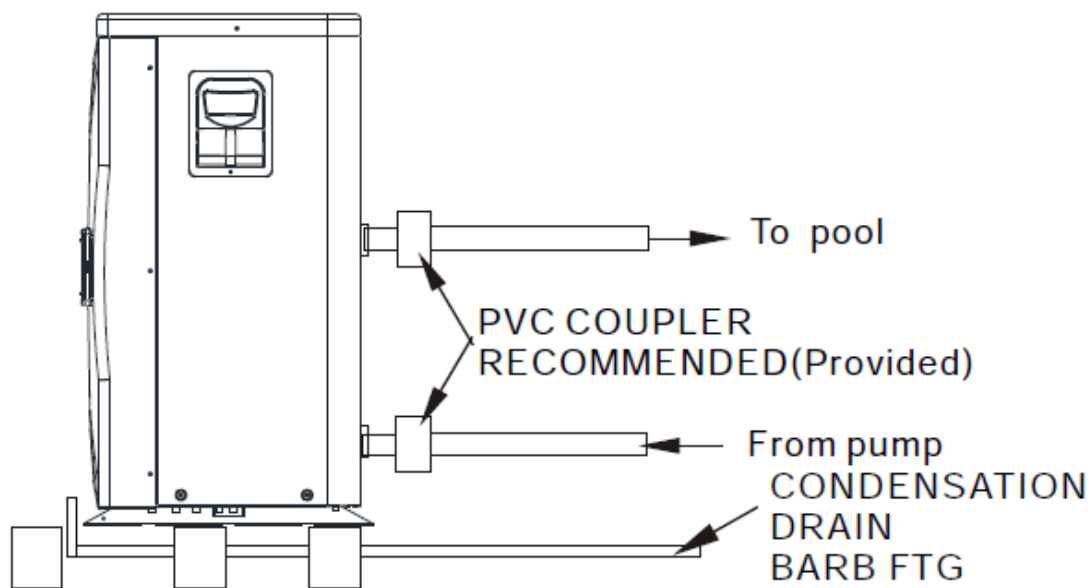 To pool
PVC COUPLER
RECOMMENDED(Provided)
From pump
CONDENSATION
DRAIN
BARB FTG